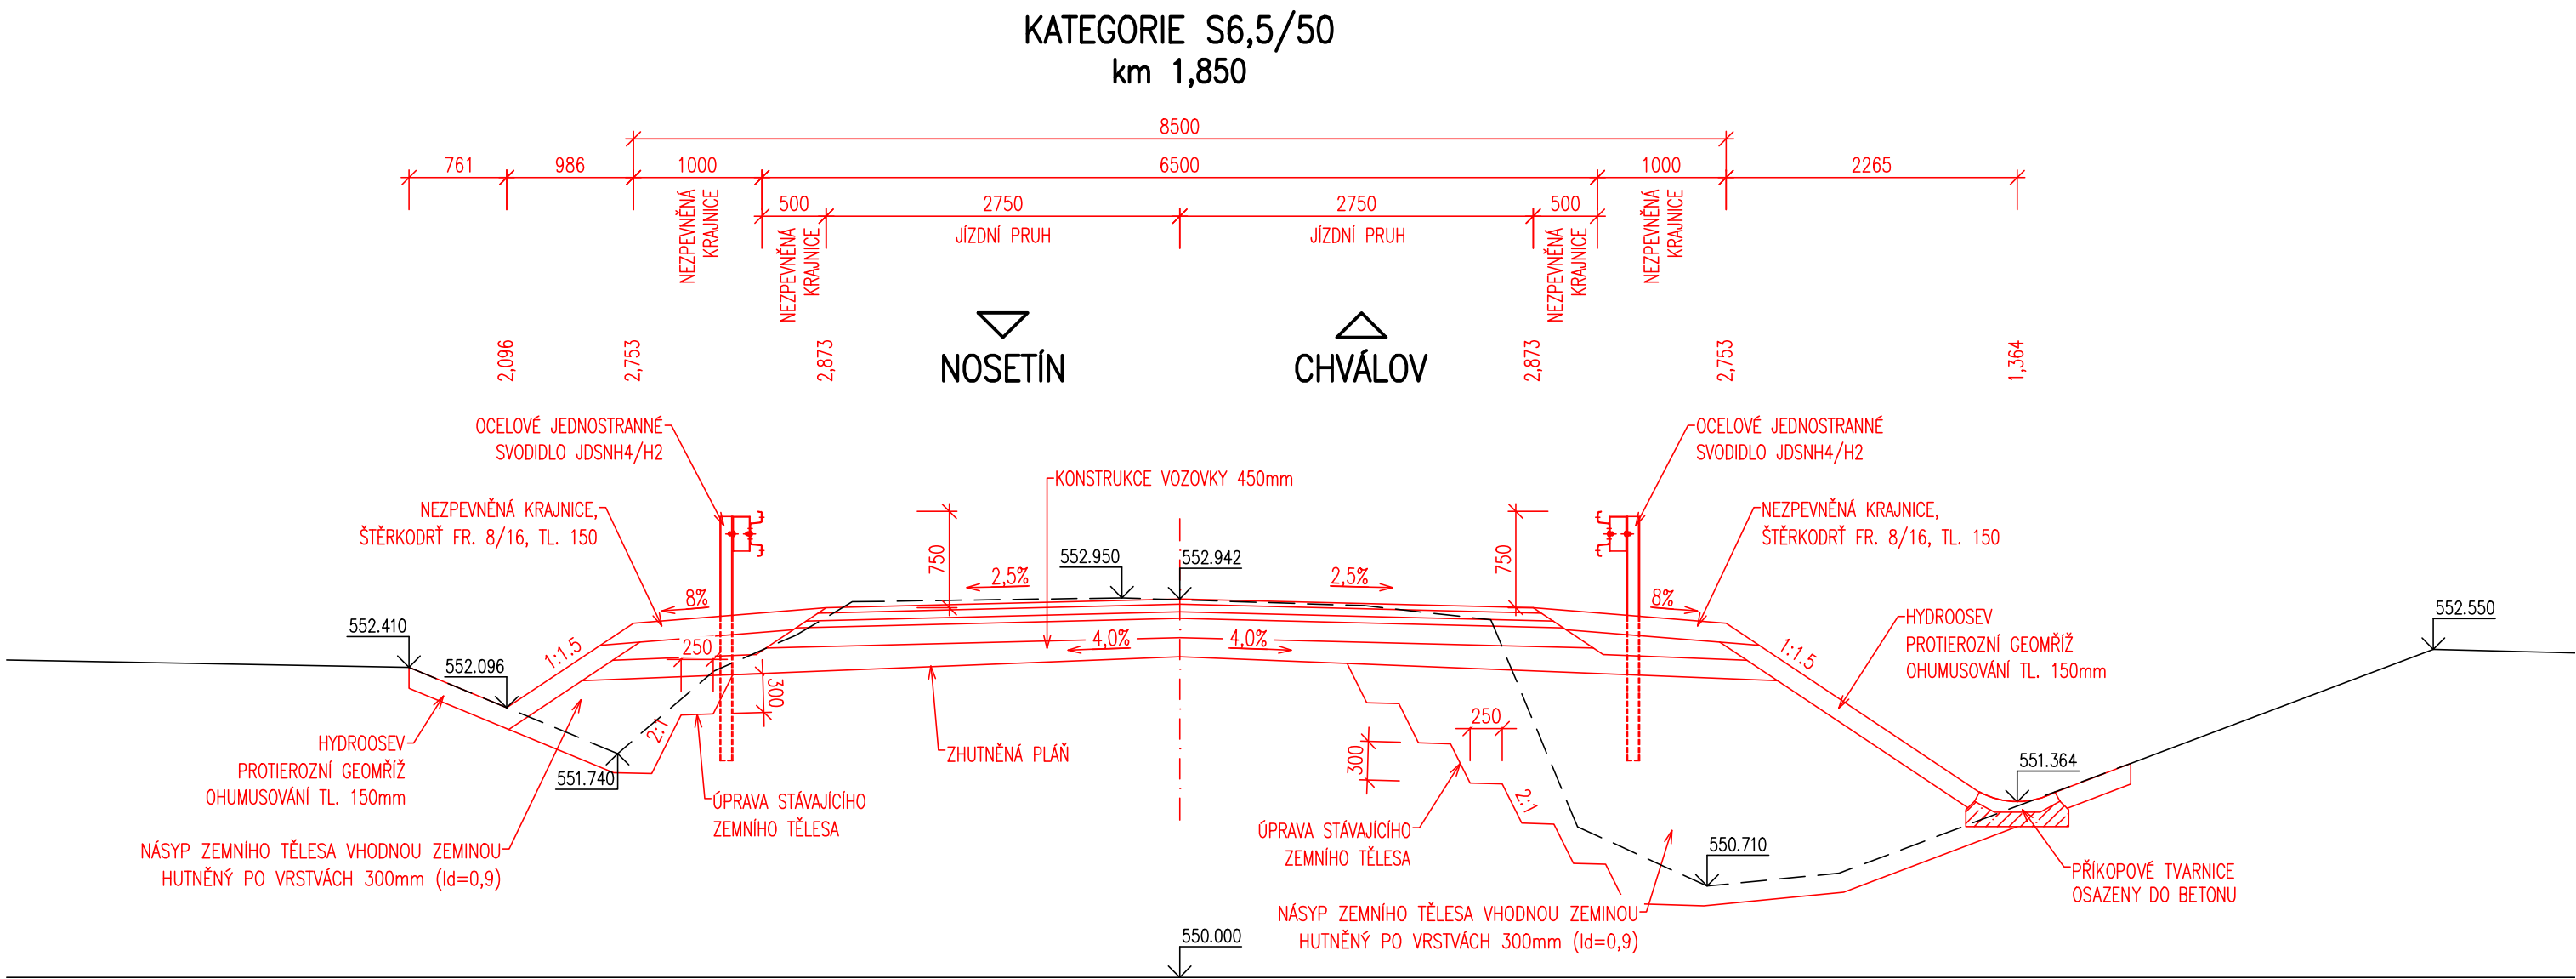 KATEGORIE S6,5/50
km 1,850
8500
761
986
1000
6500
1000
2265
NEZPEVNĚNÁ
KRAJNICE
500
2750
2750
500
NEZPEVNĚNÁ
KRAJNICE
NEZPEVNĚNÁ
KRAJNICE
JÍZDNÍ PRUH
JÍZDNÍ PRUH
NEZPEVNĚNÁ
KRAJNICE
NOSETÍN
CHVÁLOV
2,096
2,753
2,873
2,873
2,753
1,364
OCELOVÉ JEDNOSTRANNÉ
SVODIDLO JDSNH4/H2
OCELOVÉ JEDNOSTRANNÉ
SVODIDLO JDSNH4/H2
KONSTRUKCE VOZOVKY 450mm
NEZPEVNĚNÁ KRAJNICE,
ŠTĚRKODRŤ FR. 8/16, TL. 150
NEZPEVNĚNÁ KRAJNICE,
ŠTĚRKODRŤ FR. 8/16, TL. 150
750
750
552.950
552.942
2,5%
2,5%
8%
8%
552.410
552.096
1:1.5
250
300
4,0%
4,0%
1:1.5
HYDROOSEV
PROTIEROZNÍ GEOMŘÍŽ
OHUMUSOVÁNÍ TL. 150mm
552.550
2:1
HYDROOSEV
PROTIEROZNÍ GEOMŘÍŽ
OHUMUSOVÁNÍ TL. 150mm
551.740
ZHUTNĚNÁ PLÁŇ
250
300
2:1
551.364
ÚPRAVA STÁVAJÍCÍHO
ZEMNÍHO TĚLESA
ÚPRAVA STÁVAJÍCÍHO
ZEMNÍHO TĚLESA
NÁSYP ZEMNÍHO TĚLESA VHODNOU ZEMINOU
HUTNĚNÝ PO VRSTVÁCH 300mm (Id=0,9)
550.710
PŘÍKOPOVÉ TVARNICE
OSAZENY DO BETONU
NÁSYP ZEMNÍHO TĚLESA VHODNOU ZEMINOU
HUTNĚNÝ PO VRSTVÁCH 300mm (Id=0,9)
550.000